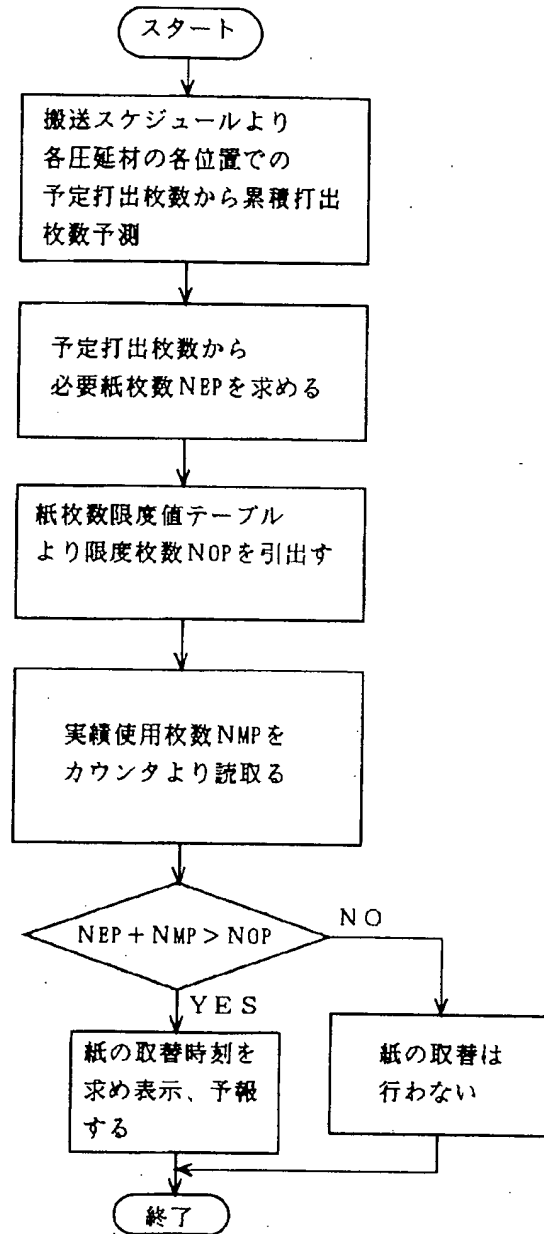 スタート
搬送スケジュールより
各圧延材の各位置での
予定打出枚数から累積打出
枚数予測
予定打出枚数から
必要紙枚数NEPを求める
紙枚数限度値テーブル
より限度枚数NOPを引出す
実績使用枚数NMPを
カウンタより読取る
NEP+NMP>NOP
NO
YES
紙の取替時刻を
求め表示、予報
する
紙の取替は
行わない
終了